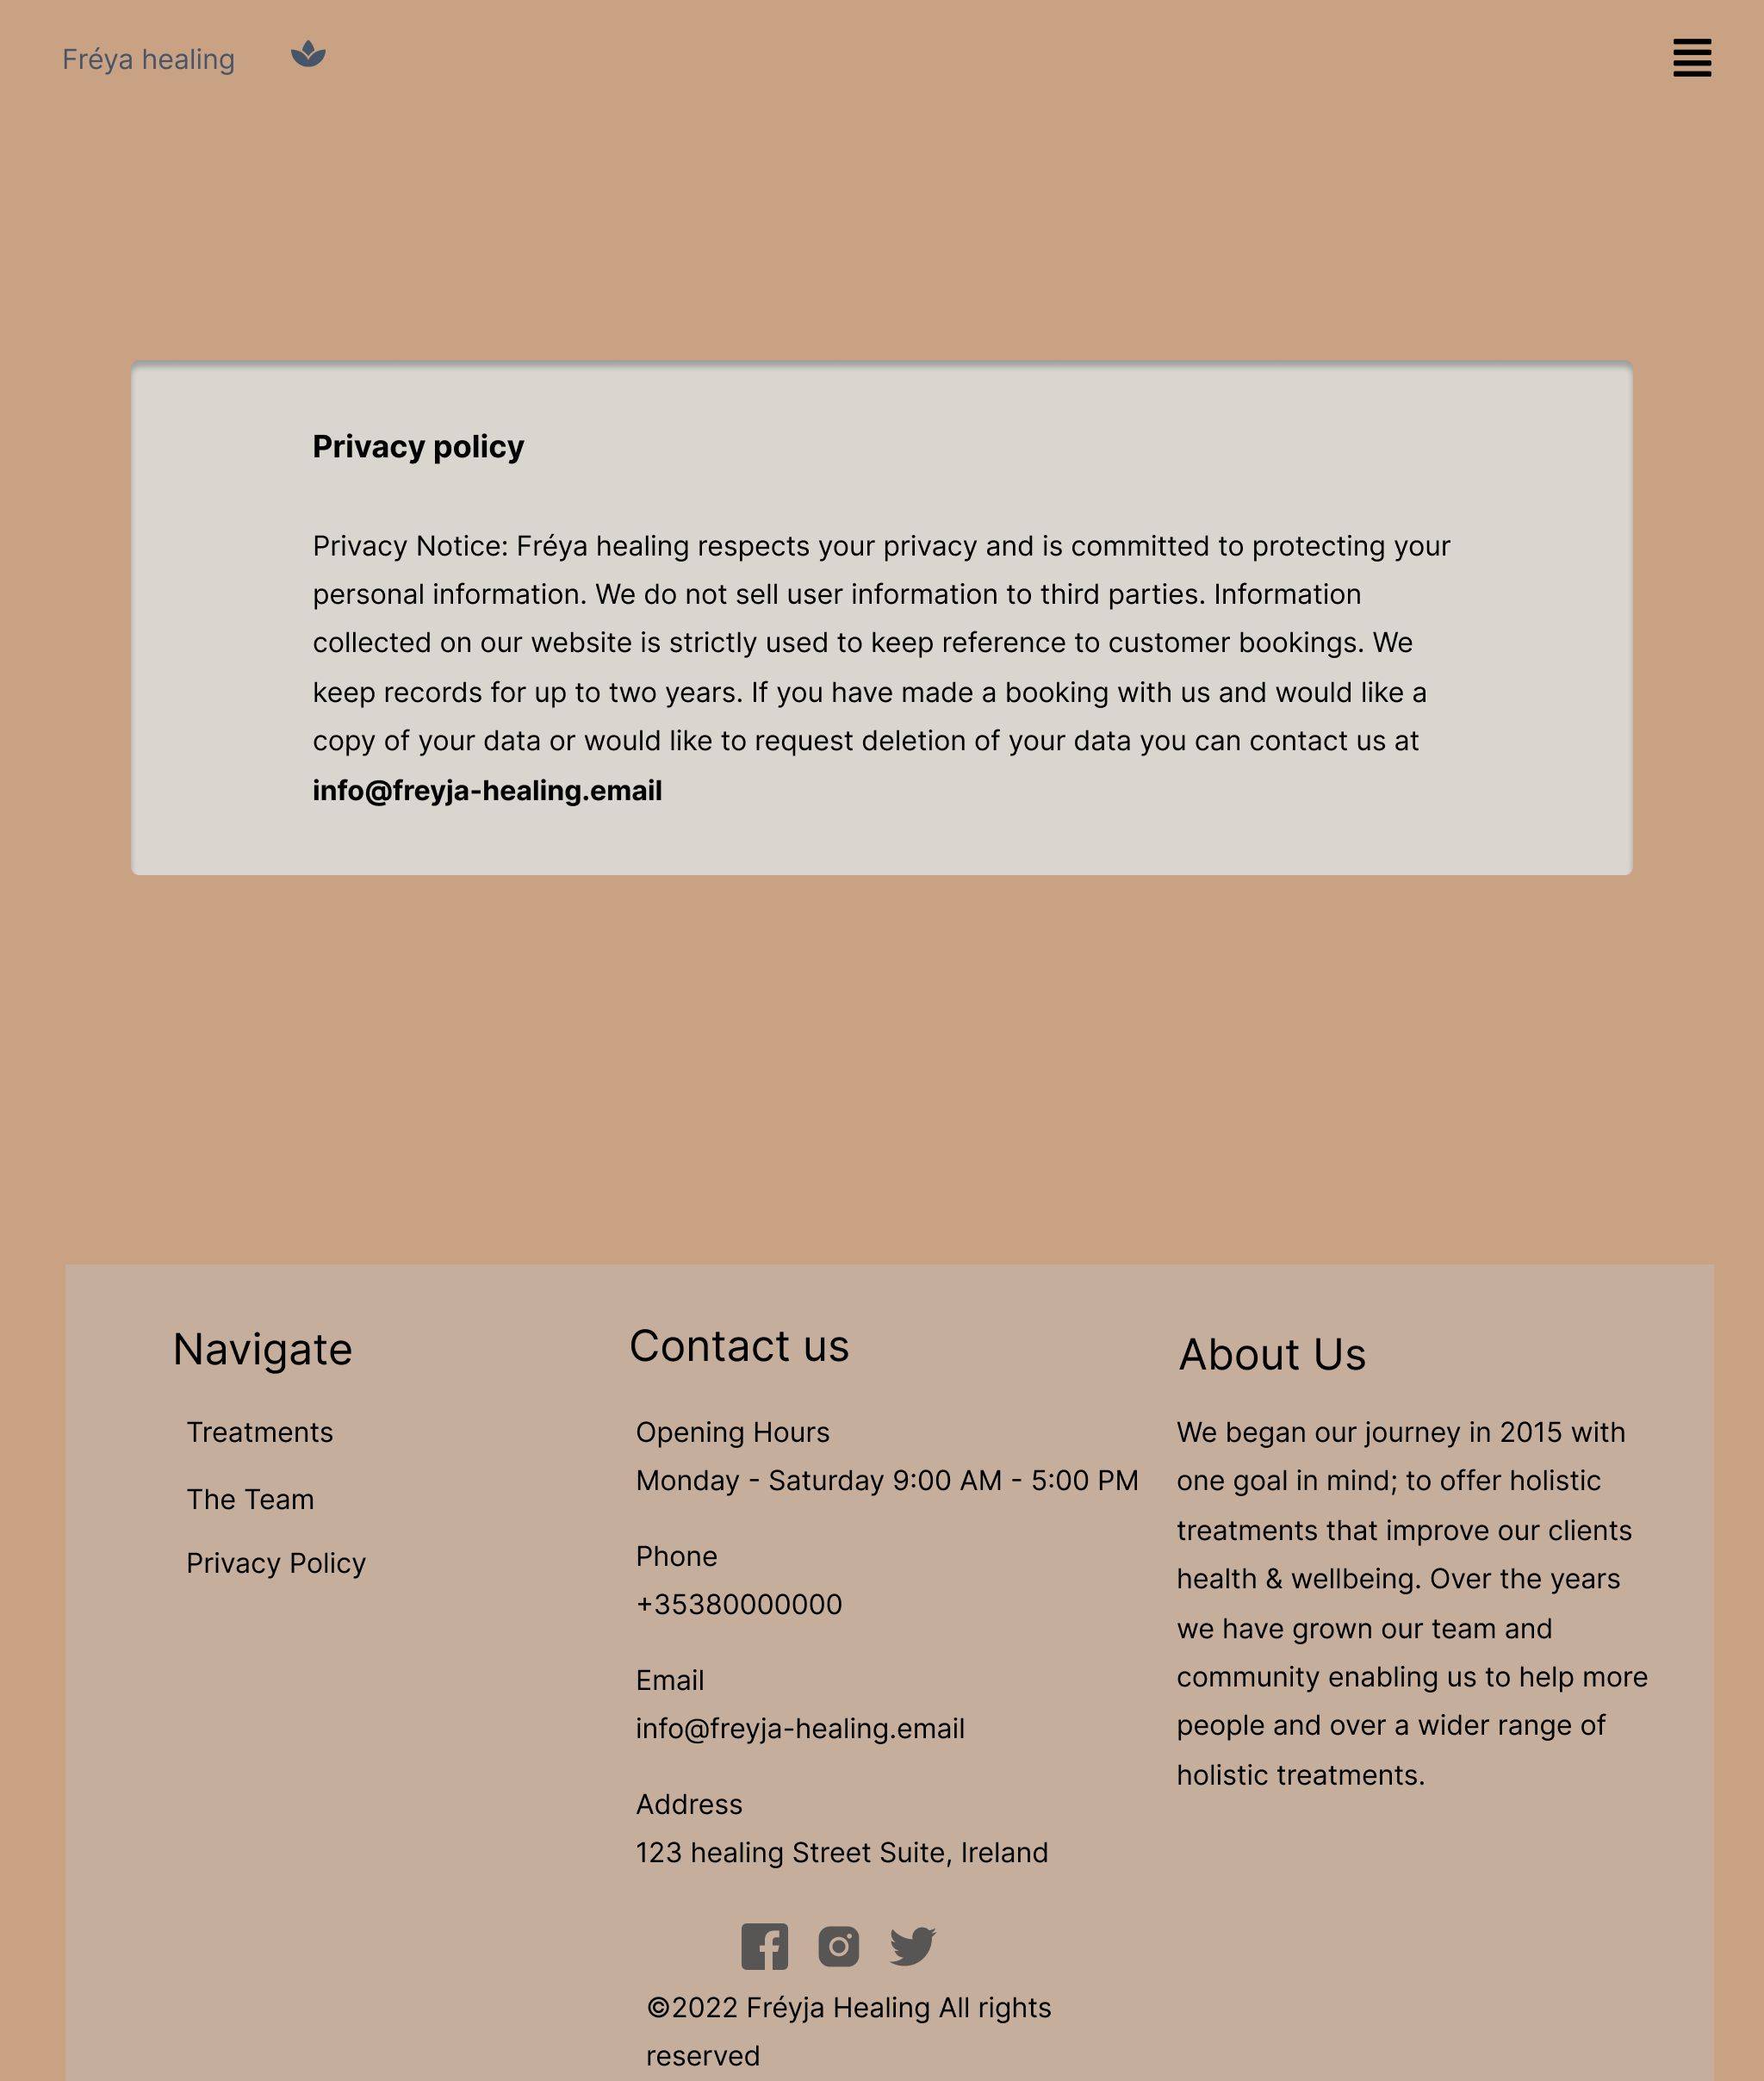 Fréya healing
Privacy policy
Privacy Notice: Fréya healing respects your privacy and is committed to protecting your
personal information. We do not sell user information to third parties. Information
collected on our website is strictly used to keep reference to customer bookings. We
keep records for up to two years. If you have made a booking with us and would like a
copy of your data or would like to request deletion of your data you can contact us at
info@freyja-healing.email
Navigate
Treatments
The Team
Privacy Policy
Contact us
Opening Hours
Monday - Saturday 9:00 AM - 5:00 PM
Phone
+35380000000
Email
info@freyja-healing.email
Address
123 healing Street Suite, Ireland
©2022 Fréyja Healing All rights
reserved
About Us
We began our journey in 2015 with
one goal in mind; to offer holistic
treatments that improve our clients
health & wellbeing. Over the years
we have grown our team and
community enabling us to help more
people and over a wider range of
holistic treatments.